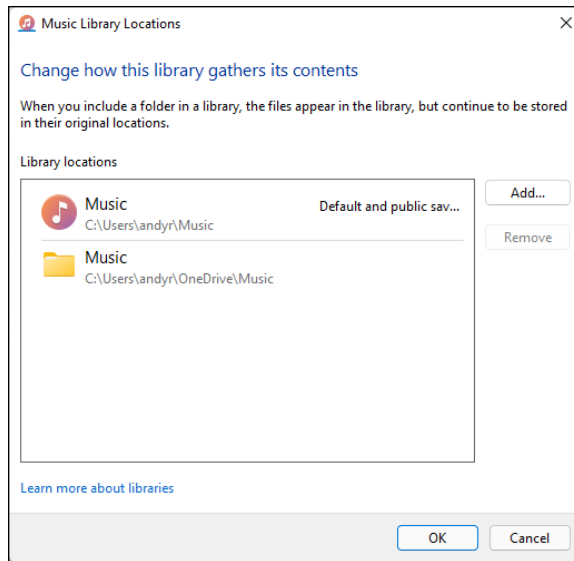 Music Library Locations
Change how this library gathers its contents
When you include a folder in a library, the files appear in the library, but continue to be stored
in their original locations.
Library locations
Music
Default and public sav...
C:\Users\andyr\Music
Music
C:\Users\andyr\OneDrive\Music
Add...
Remove
Learn more about libraries
OK
Cancel